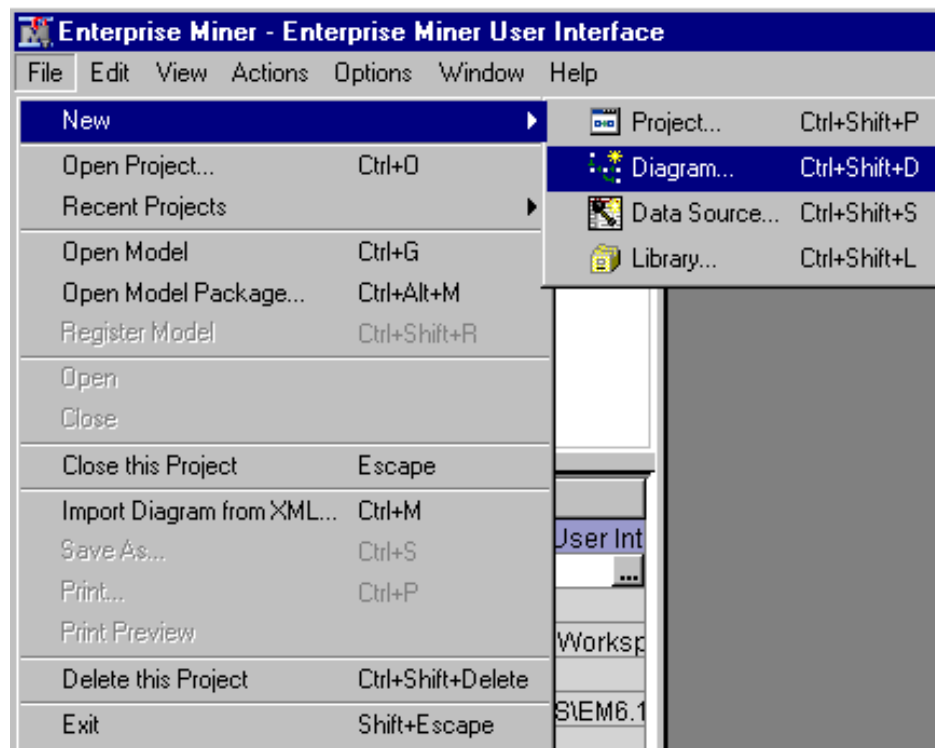 Enterprise Miner - Enterprise Miner User Interface
File Edit View Actions Options Window Help
New
Project... Ctrl+Shift+P
Open Project... Ctrl+O
Diagram... Ctrl+Shift+D
Recent Projects
Data Source... Ctrl+Shift+S
Open Model Ctrl+G
Library... Ctrl+Shift+L
Open Model Package... Ctrl+Alt+M
Register Model Ctrl+Shift+R
Open
Close
Close this Project Escape
Import Diagram from XML... Ctrl+M
User Int
Save As... Ctrl+S
...
Print... Ctrl+P
Print Preview
Worksp
Delete this Project Ctrl+Shift+Delete
S\EM6.1
Exit Shift+Escape